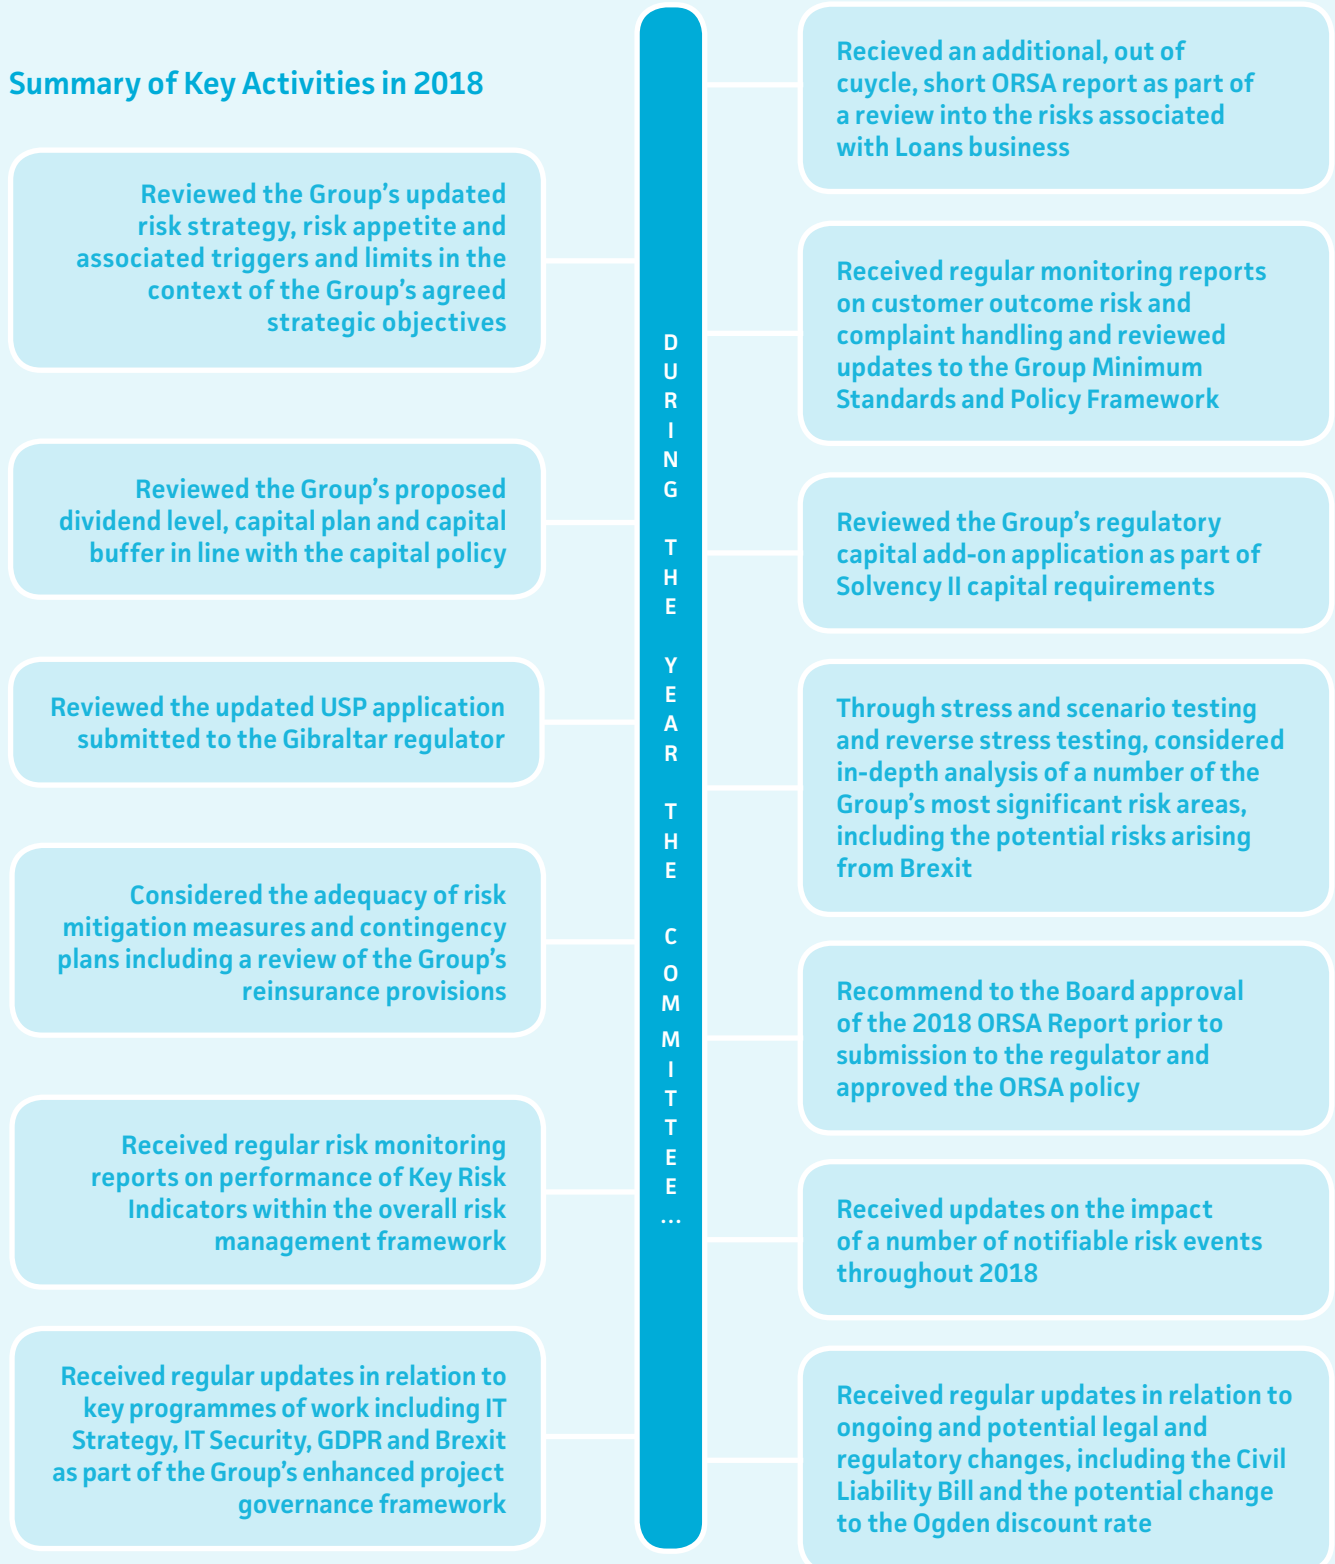 Summary of Key Activities in 2018
Reviewed the Group's updated
risk strategy, risk appetite and
associated triggers and limits in the
context of the Group's agreed
strategic objectives
Reviewed the Group's proposed
dividend level, capital plan and capital
buffer in line with the capital policy
Reviewed the updated USP application
submitted to the Gibraltar regulator
Considered the adequacy of risk
mitigation measures and contingency
plans including a review of the Group's
reinsurance provisions
Received regular risk monitoring
reports on performance of Key Risk
Indicators within the overall risk
management framework
Received regular updates in relation to
key programmes of work including IT
Strategy, IT Security, GDPR and Brexit
as part of the Group's enhanced project
governance framework
DURING THE YEAR THE COMMITTEE...
Recieved an additional, out of
cuycle, short ORSA report as part of
a review into the risks associated
with Loans business
Received regular monitoring reports
on customer outcome risk and
complaint handling and reviewed
updates to the Group Minimum
Standards and Policy Framework
Reviewed the Group's regulatory
capital add-on application as part of
Solvency II capital requirements
Through stress and scenario testing
and reverse stress testing, considered
in-depth analysis of a number of the
Group's most significant risk areas,
including the potential risks arising
from Brexit
Recommend to the Board approval
of the 2018 ORSA Report prior to
submission to the regulator and
approved the ORSA policy
Received updates on the impact
of a number of notifiable risk events
throughout 2018
Received regular updates in relation to
ongoing and potential legal and
regulatory changes, including the Civil
Liability Bill and the potential change
to the Ogden discount rate